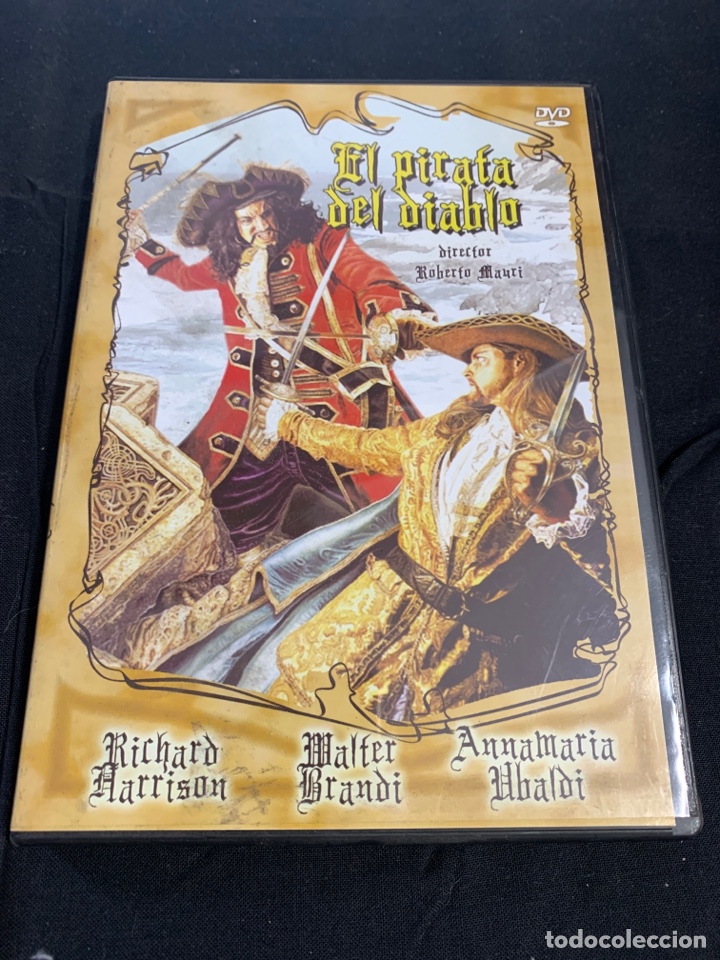 DVD
El pirata
del diablo
director
Roberto Mauri
Richard
Harrison
Walter
Brandi
Annamaria
Ubaldi
todocoleccion